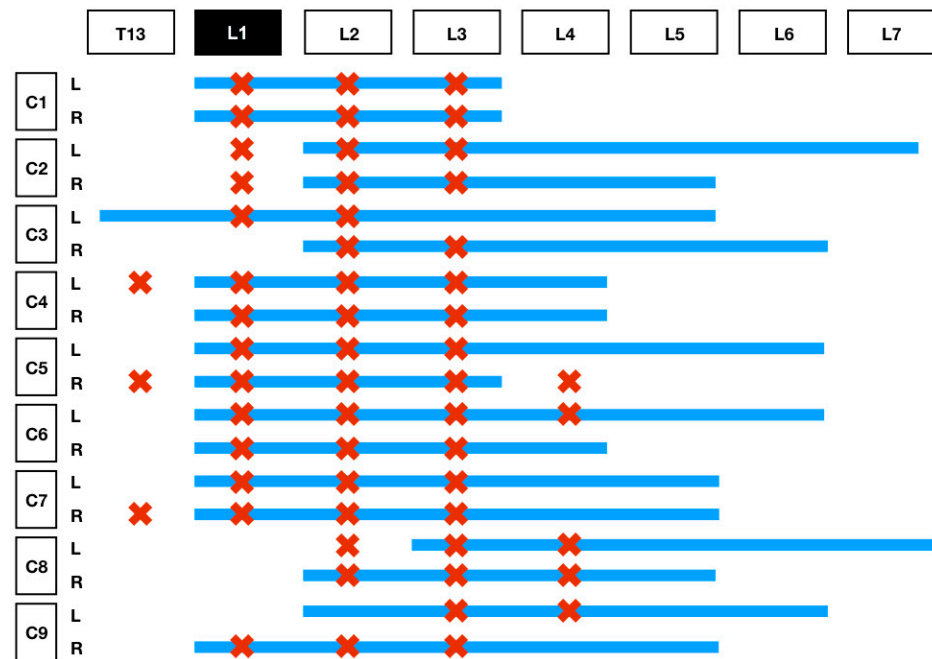 T13 L1 L2 L3 L4 L5 L6 L7
C1 L
R
C2 L
R
C3 L
R
C4 L
R
C5 L
R
C6 L
R
C7 L
R
C8 L
R
C9 L
R